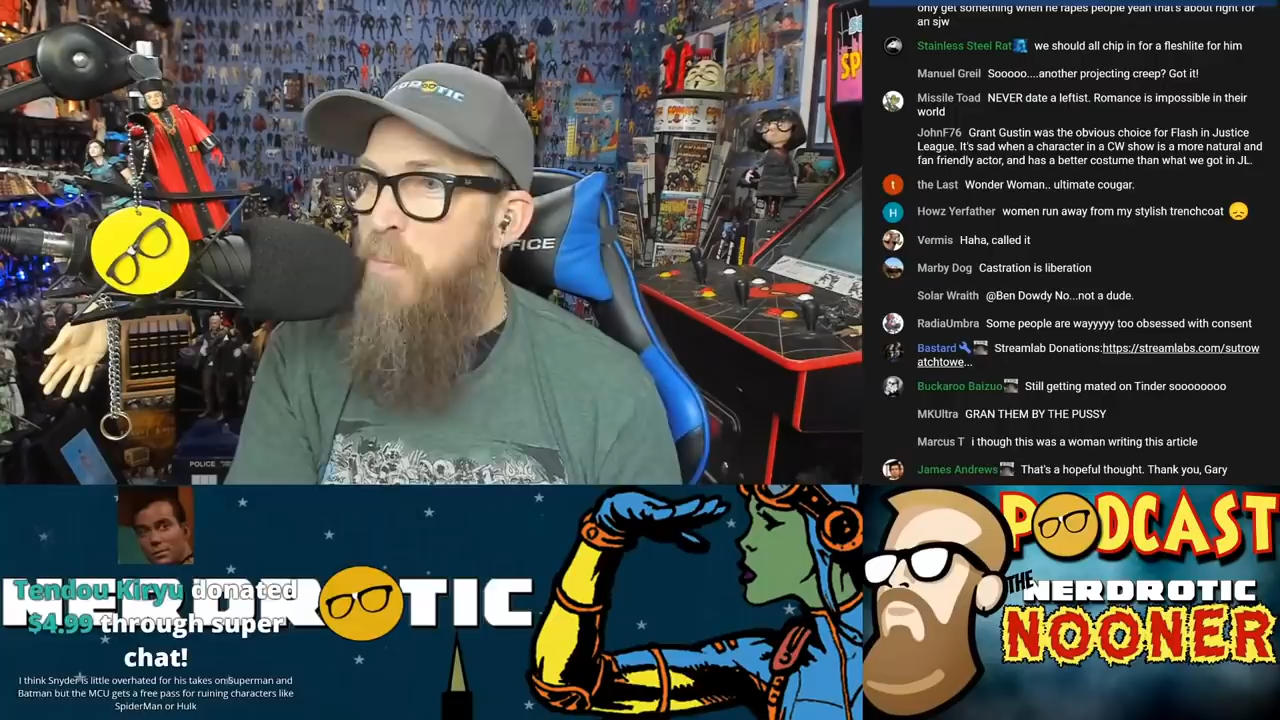 only get something when he rapes people yeah that's about right for
an sjw
Stainless Steel Rat we should all chip in for a fleshlite for him
Manuel Greil Sooooo....another projecting creep? Got it!
Missile Toad NEVER date a leftist. Romance is impossible in their
world
JohnF76 Grant Gustin was the obvious choice for Flash in Justice
League. It's sad when a character in a CW show is a more natural and
fan friendly actor, and has a better costume than what we got in JL.
t the Last Wonder Woman.. ultimate cougar.
H Howz Yerfather women run away from my stylish trenchcoat 😞
Vermis Haha, called it
Marby Dog Castration is liberation
Solar Wraith @Ben Dowdy No...not a dude.
RadiaUmbra Some people are wayyyyy too obsessed with consent
Bastard Streamlab Donations:https://streamlabs.com/sutrow
atchtowe...
Buckaroo Baizuo Still getting mated on Tinder soooooooo
MKUltra GRAN THEM BY THE PUSSY
Marcus T i though this was a woman writing this article
James Andrews That's a hopeful thought. Thank you, Gary
FICE
POLICE
NERDROTIC
Tendou Kiryu donated
$4.99 through super
chat!
I think Snyder is little overhated for his takes on Superman and
Batman but the MCU gets a free pass for ruining characters like
SpiderMan or Hulk
PODCAST
THE
NERDROTIC
NOONER